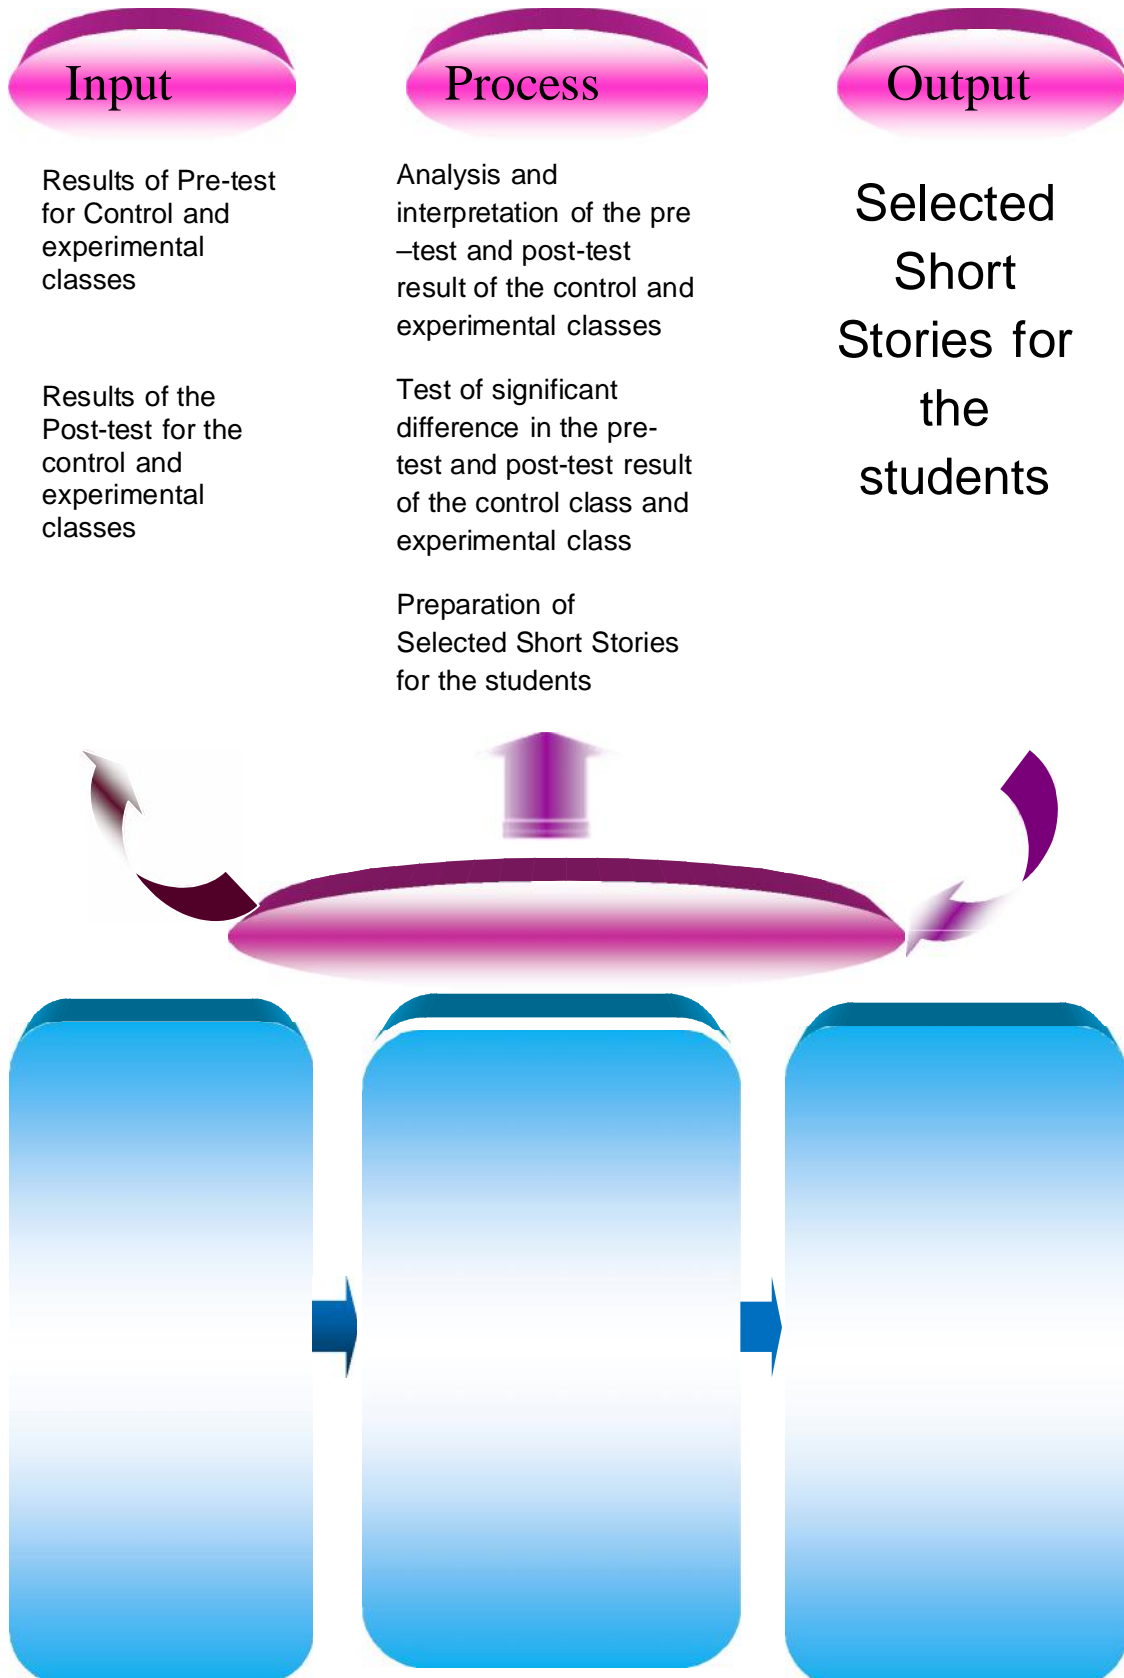 Input
Results of Pre-test
for Control and
experimental
classes
Results of the
Post-test for the
control and
experimental
classes
Process
Analysis and
interpretation of the pre
–test and post-test
result of the control and
experimental classes
Test of significant
difference in the pre-
test and post-test result
of the control class and
experimental class
Preparation of
Selected Short Stories
for the students
Output
Selected
Short
Stories for
the
students